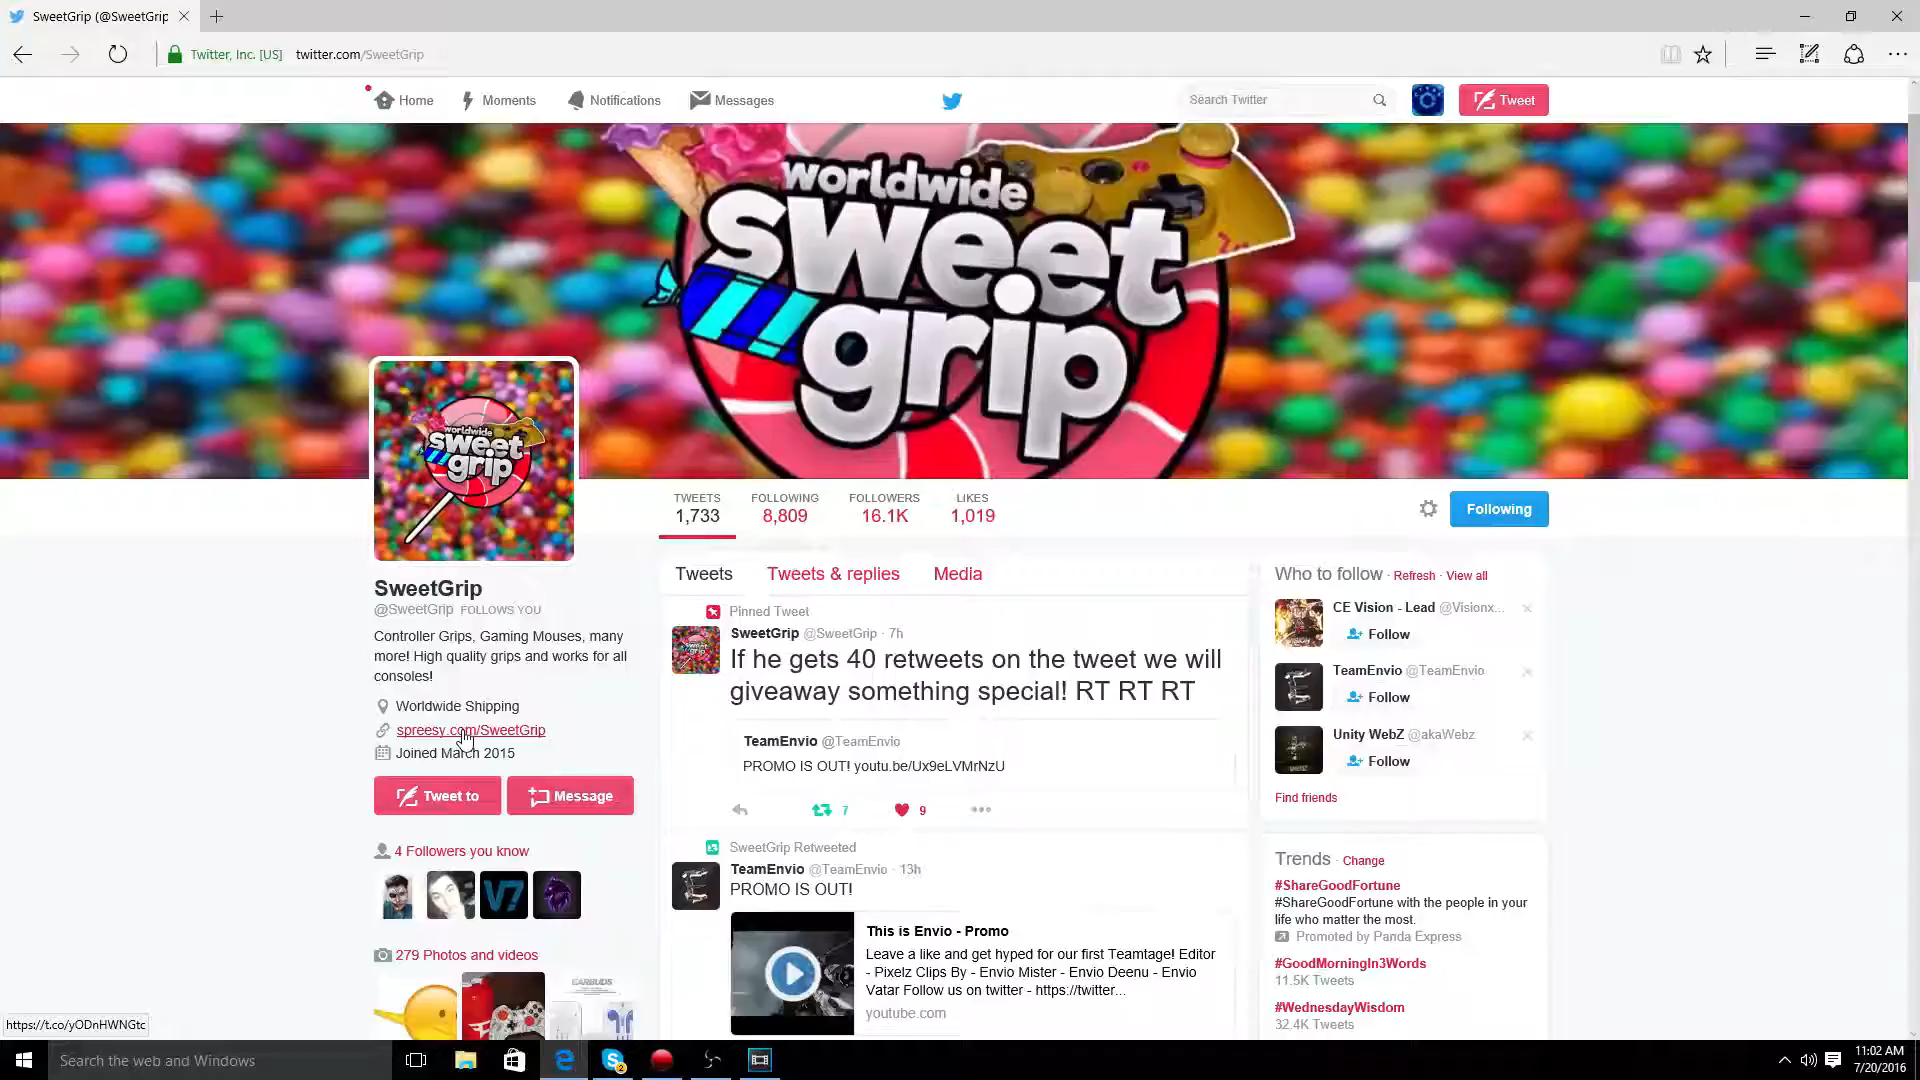 SweetGrip (@SweetGrip
Twitter, Inc. [US] twitter.com/SweetGrip
Home Moments Notifications Messages
Search Twitter
Tweet
worldwide
sweet
grip
worldwide
sweet
grip
TWEETS FOLLOWING FOLLOWERS LIKES
1,733 8,809 16.1K 1,019
Following
SweetGrip
@SweetGrip FOLLOWS YOU
Controller Grips, Gaming Mouses, many
more! High quality grips and works for all
consoles!
Worldwide Shipping
spreesy.com/SweetGrip
Joined March 2015
Tweet to Message
4 Followers you know
279 Photos and videos
EARBUDS
Tweets Tweets & replies Media
Pinned Tweet
SweetGrip @SweetGrip · 7h
If he gets 40 retweets on the tweet we will
giveaway something special! RT RT RT
TeamEnvio @TeamEnvio
PROMO IS OUT! youtu.be/Ux9eLVMrNzU
7 9
SweetGrip Retweeted
TeamEnvio @TeamEnvio · 13h
PROMO IS OUT!
This is Envio - Promo
Leave a like and get hyped for our first Teamtage! Editor
- Pixelz Clips By - Envio Mister - Envio Deenu - Envio
Vatar Follow us on twitter - https://twitter...
youtube.com
Who to follow · Refresh · View all
CE Vision - Lead @Visionx...
Follow
TeamEnvio @TeamEnvio
Follow
Unity WebZ @akaWebz
Follow
Find friends
Trends · Change
#ShareGoodFortune
#ShareGoodFortune with the people in your
life who matter the most.
Promoted by Panda Express
#GoodMorningIn3Words
11.5K Tweets
#WednesdayWisdom
32.4K Tweets
https://t.co/yODnHWNGtc
Search the web and Windows
2
11:02 AM
7/20/2016